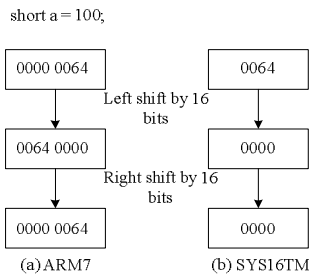 short a = 100;
0000 0064
0064
Left shift by 16
bits
0064 0000
0000
Right shift by 16
bits
0000 0064
0000
(a) ARM7
(b) SYS16TM